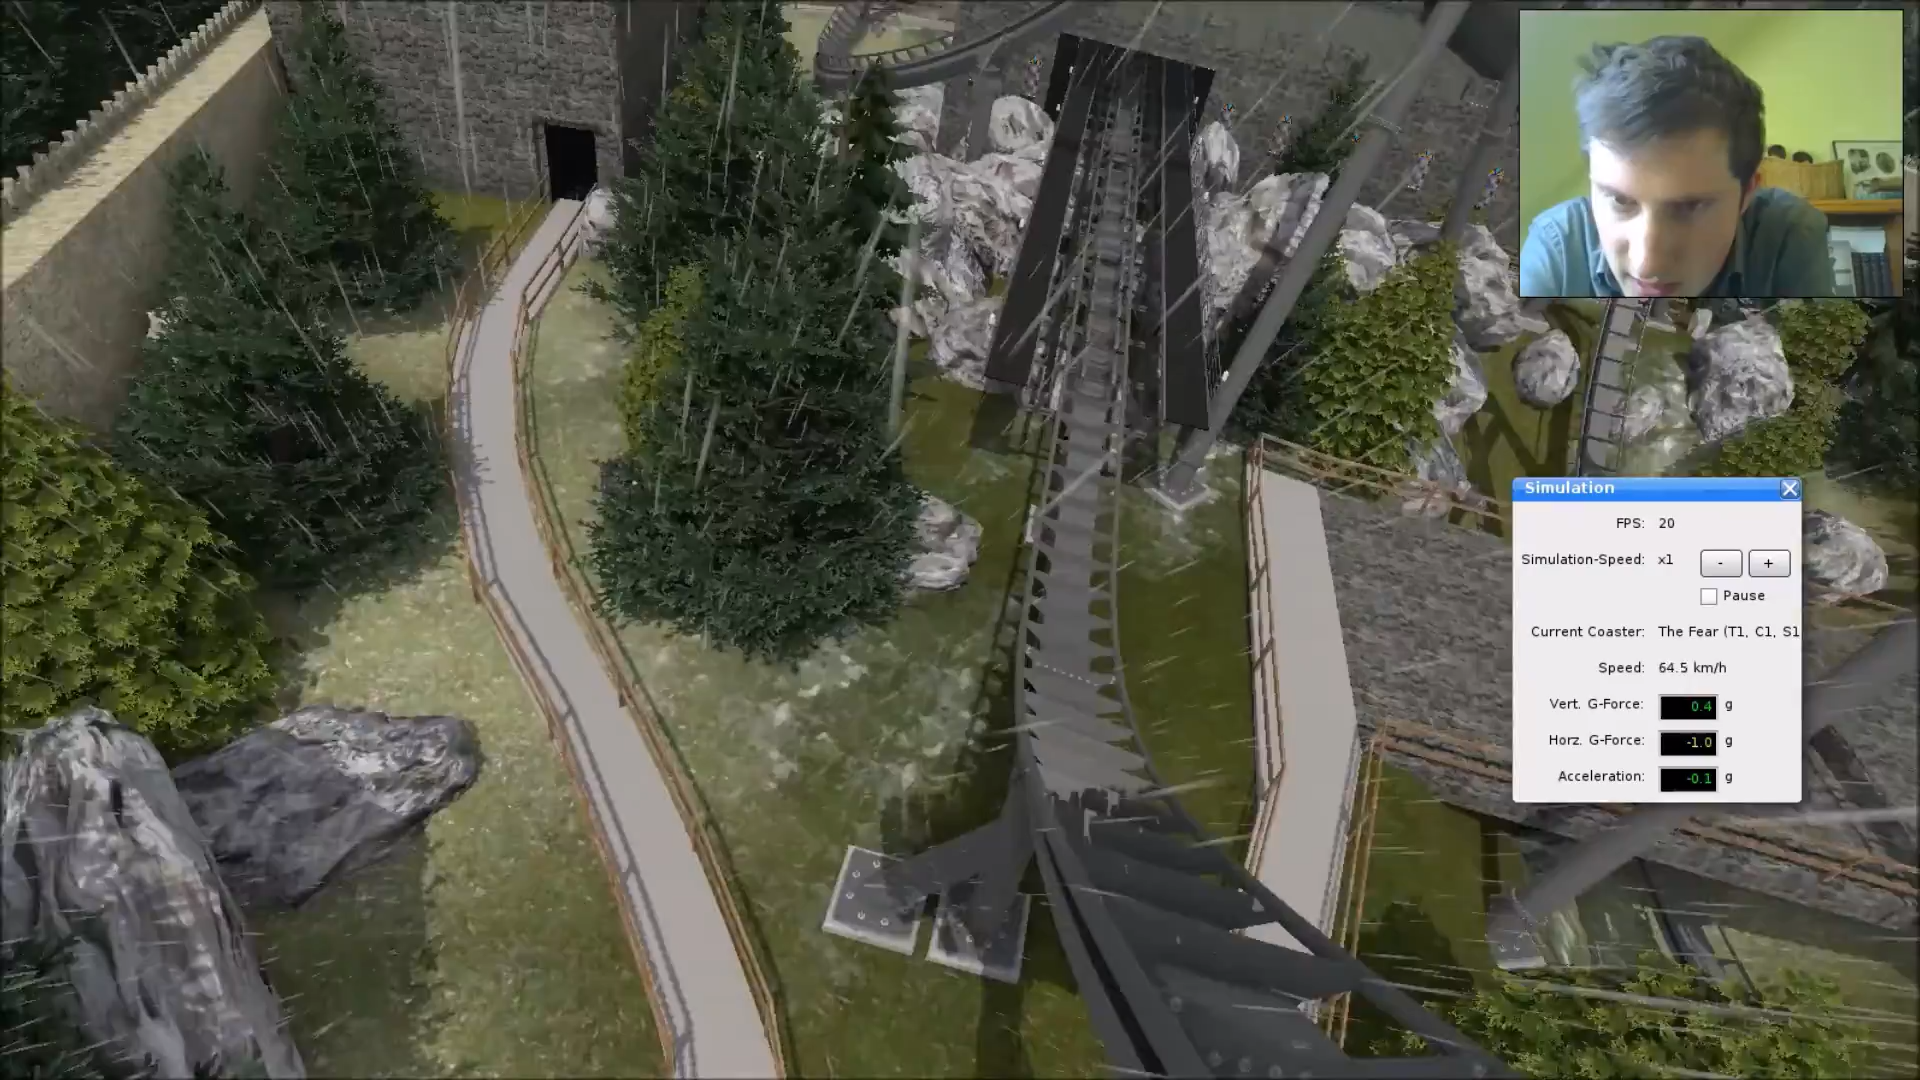 Simulation
FPS: 20
Simulation-Speed: x1 - +
Pause
Current Coaster: The Fear (T1, C1, S1
Speed: 64.5 km/h
Vert. G-Force: 0.4 g
Horz. G-Force: -1.0 g
Acceleration: -0.1 g